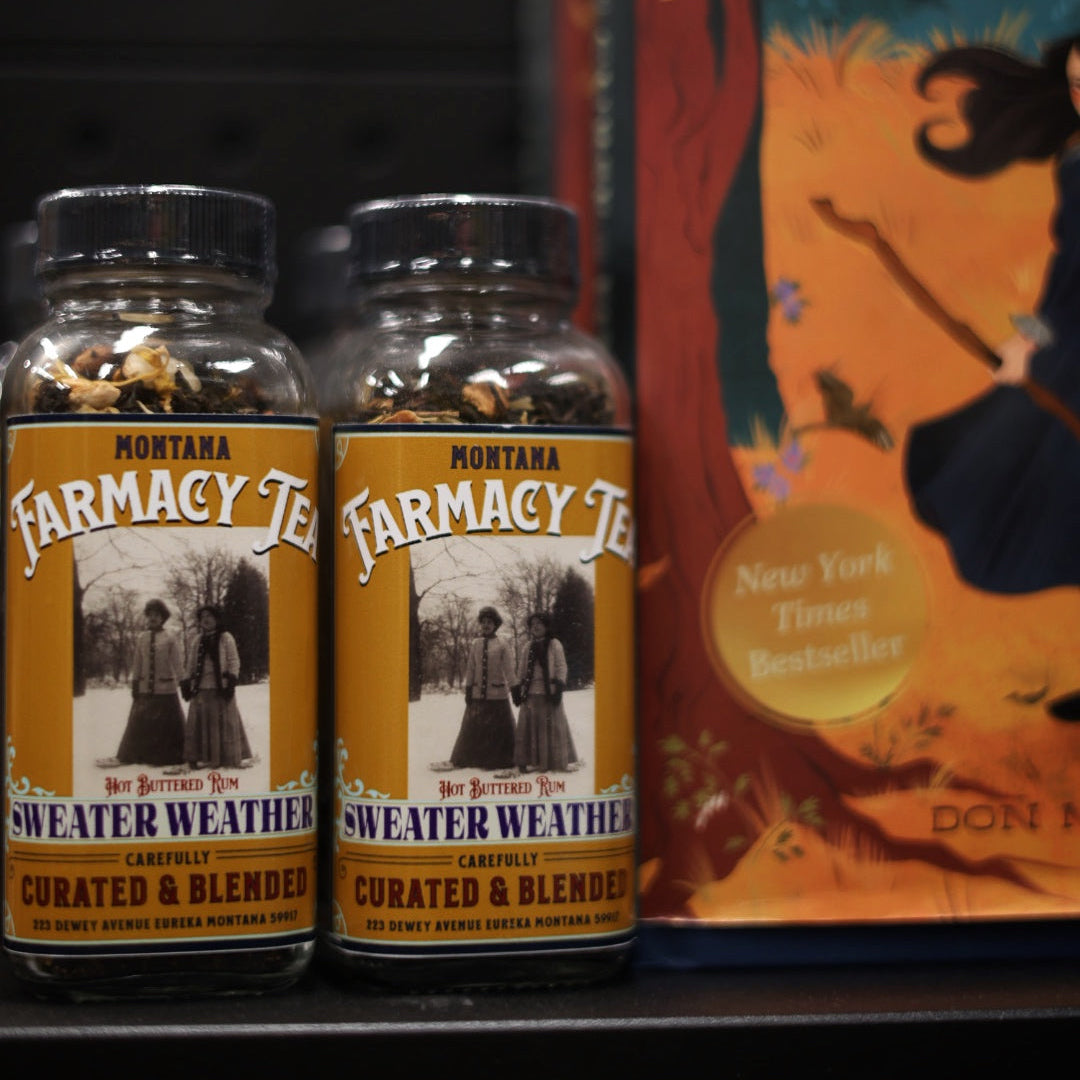 MONTANA
FARMACY TEA
HOT BUTTERED RUM
SWEATER WEATHER
CAREFULLY
CURATED & BLENDED
223 DEWEY AVENUE EUREKA MONTANA 59917
MONTANA
FARMACY TEA
HOT BUTTERED RUM
SWEATER WEATHER
CAREFULLY
CURATED & BLENDED
223 DEWEY AVENUE EUREKA MONTANA 59917
New York
Times
Bestseller
DON